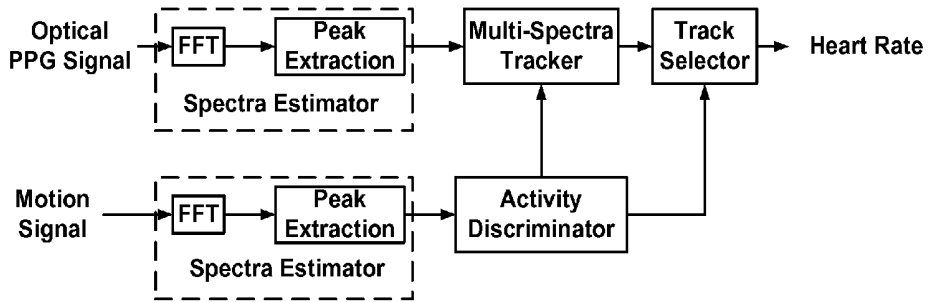 Optical
PPG Signal
FFT
Peak
Extraction
Spectra Estimator
Multi-Spectra
Tracker
Track
Selector
Heart Rate
Motion
Signal
FFT
Peak
Extraction
Spectra Estimator
Activity
Discriminator